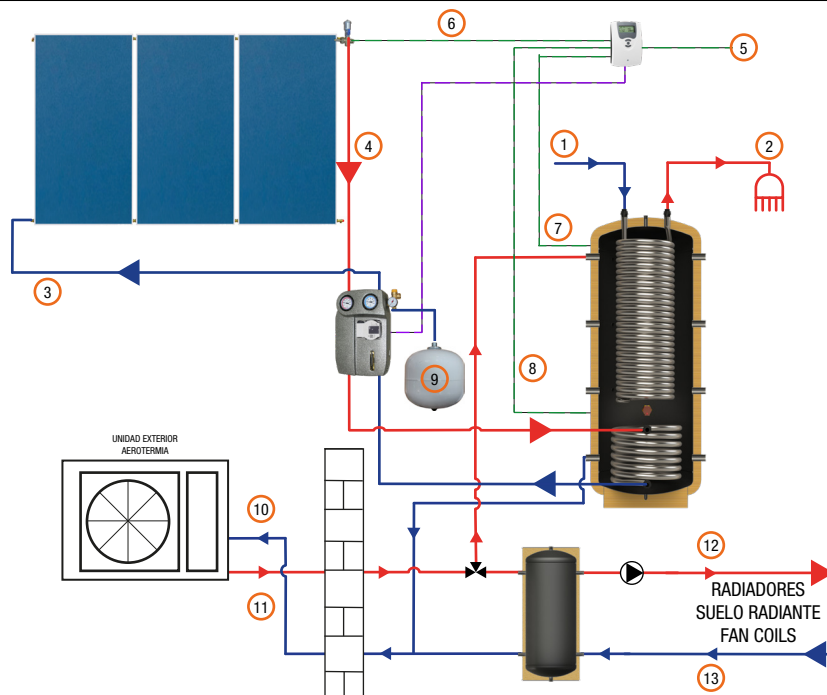 6
5
4
1
2
7
3
8
9
UNIDAD EXTERIOR
AEROTERMIA
10
12
11
RADIADORES
SUELO RADIANTE
FAN COILS
13